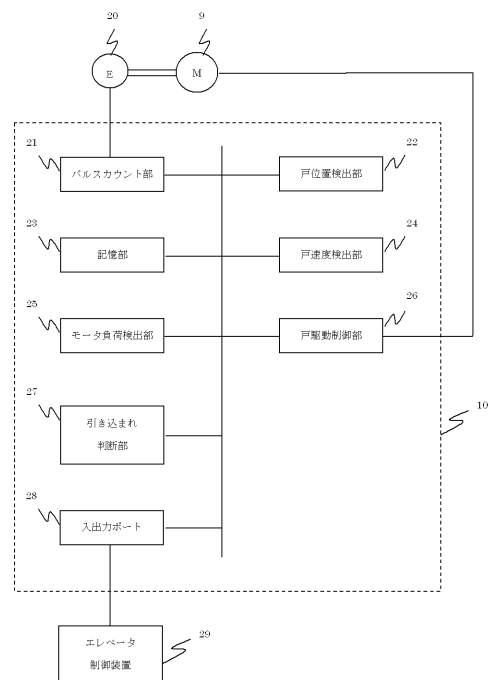 20
9
E
M
21
パルスカウント部
22
戸位置検出部
23
記憶部
24
戸速度検出部
25
モータ負荷検出部
26
戸駆動制御部
27
引き込まれ
判断部
10
28
入出力ポート
エレベータ
制御装置
29